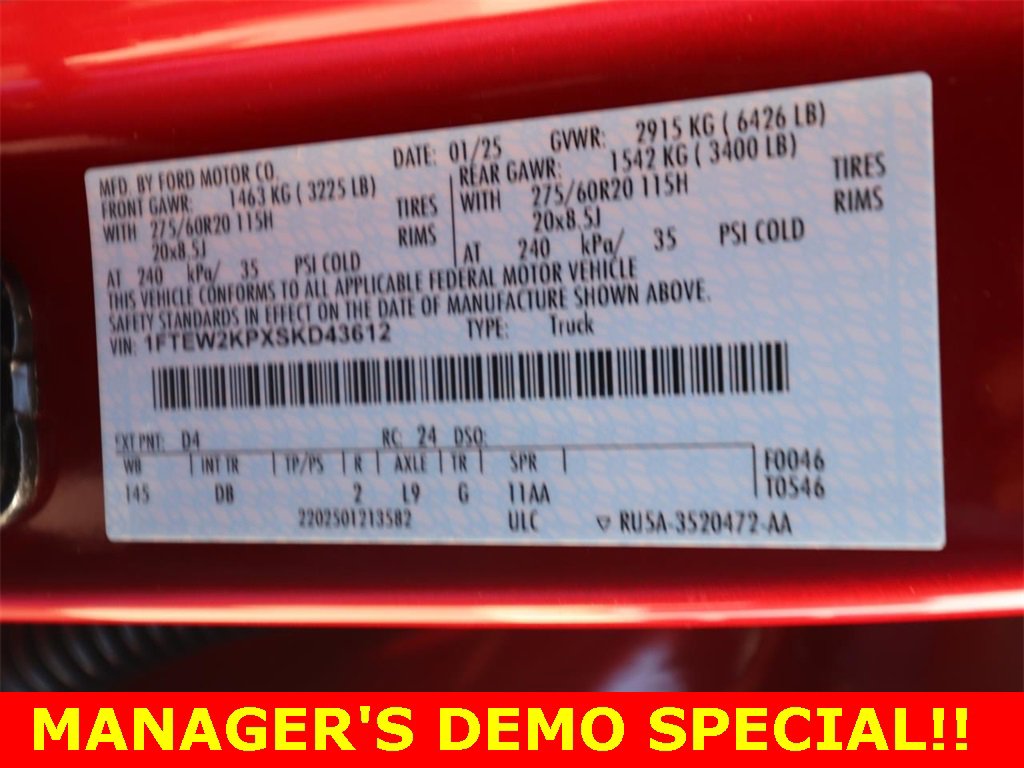 MFD. BY FORD MOTOR CO. DATE: 01/25 GVWR: 2915 KG ( 6426 LB)
FRONT GAWR: 1463 KG ( 3225 LB) REAR GAWR: 1542 KG ( 3400 LB)
WITH 275/60R20 115H TIRES WITH 275/60R20 115H TIRES
20x8.5J RIMS 20x8.5J RIMS
AT 240 kPa/ 35 PSI COLD AT 240 kPa/ 35 PSI COLD
THIS VEHICLE CONFORMS TO ALL APPLICABLE FEDERAL MOTOR VEHICLE
SAFETY STANDARDS IN EFFECT ON THE DATE OF MANUFACTURE SHOWN ABOVE.
VIN: 1FTEW2KPXSKD43612 TYPE: Truck
EXT PNT: D4 RC: 24 DSO:
WB INT TR TP/PS R AXLE TR SPR F0046
145 DB 2 L9 G 11AA T0546
2202501213582 ULC ▽ RU5A-3520472-AA
MANAGER'S DEMO SPECIAL!!